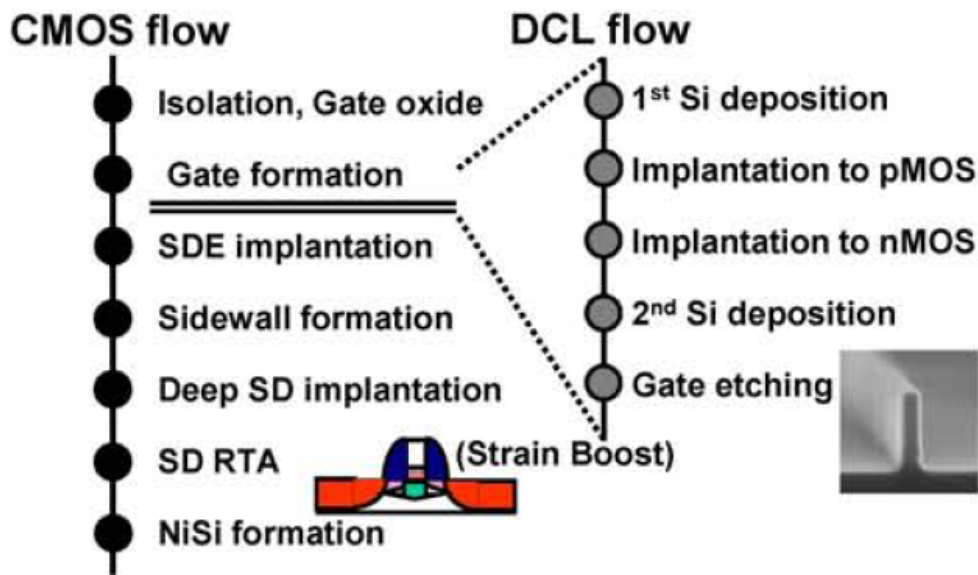 CMOS flow
Isolation, Gate oxide
Gate formation
SDE implantation
Sidewall formation
Deep SD implantation
SD RTA
(Strain Boost)
NiSi formation
DCL flow
1st Si deposition
Implantation to pMOS
Implantation to nMOS
2nd Si deposition
Gate etching